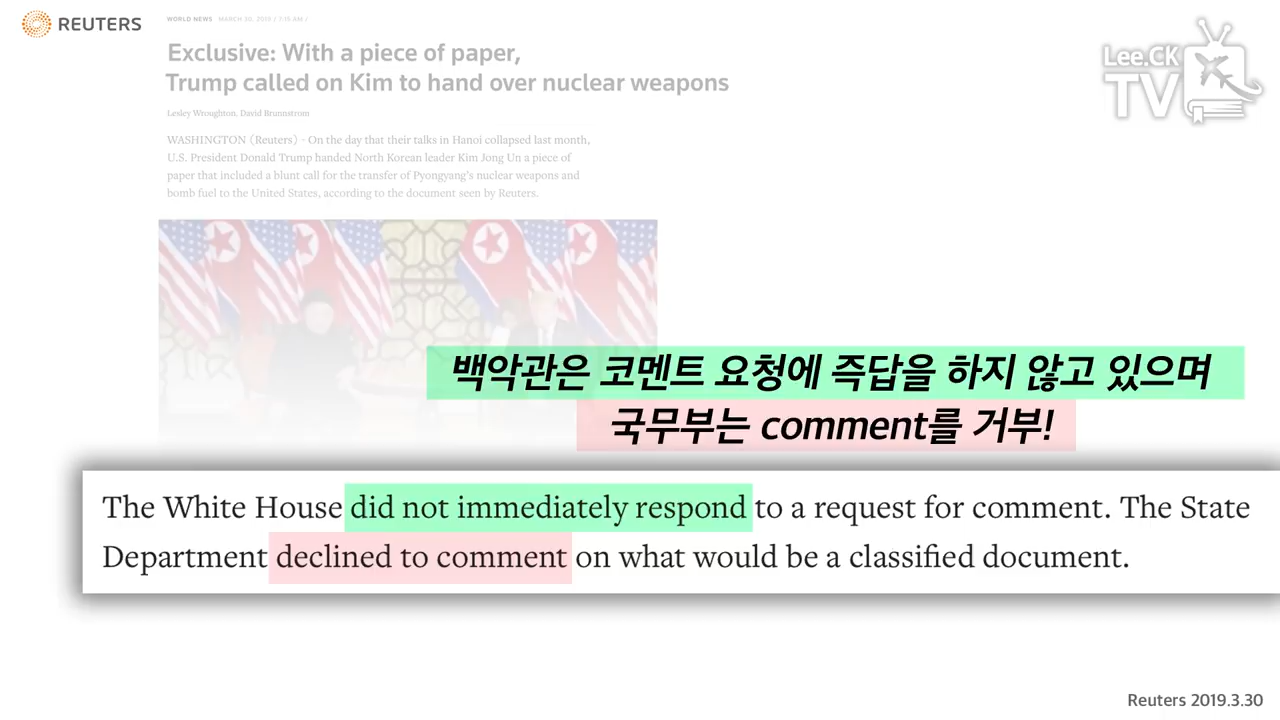 REUTERS
WORLD NEWS MARCH 30, 2019 / 7:15 AM /
Exclusive: With a piece of paper,
Trump called on Kim to hand over nuclear weapons
Lesley Wroughton, David Brunnstrom
WASHINGTON (Reuters) - On the day that their talks in Hanoi collapsed last month,
U.S. President Donald Trump handed North Korean leader Kim Jong Un a piece of
paper that included a blunt call for the transfer of Pyongyang's nuclear weapons and
bomb fuel to the United States, according to the document seen by Reuters.
Lee.CK
TV
백악관은 코멘트 요청에 즉답을 하지 않고 있으며
국무부는 comment를 거부!
The White House did not immediately respond to a request for comment. The State
Department declined to comment on what would be a classified document.
Reuters 2019.3.30